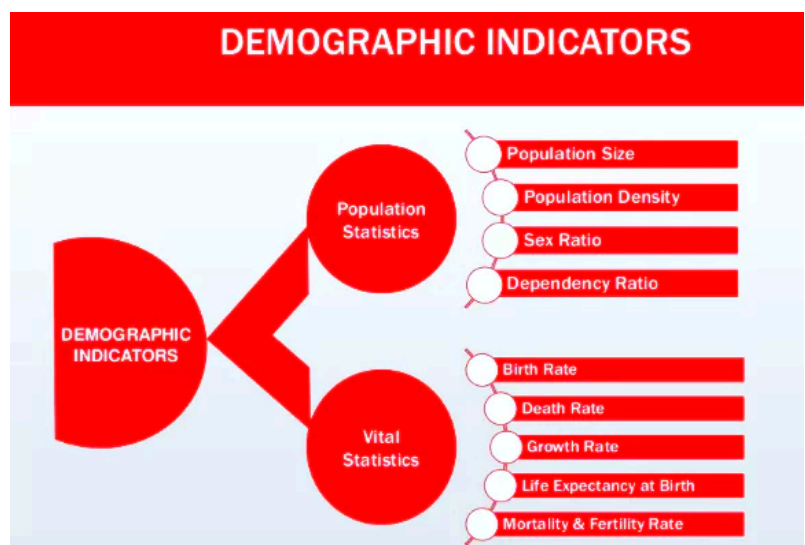 DEMOGRAPHIC INDICATORS
DEMOGRAPHIC
INDICATORS
Population
Statistics
Population Size
Population Density
Sex Ratio
Dependency Ratio
Vital
Statistics
Birth Rate
Death Rate
Growth Rate
Life Expectancy at Birth
Mortality & Fertility Rate